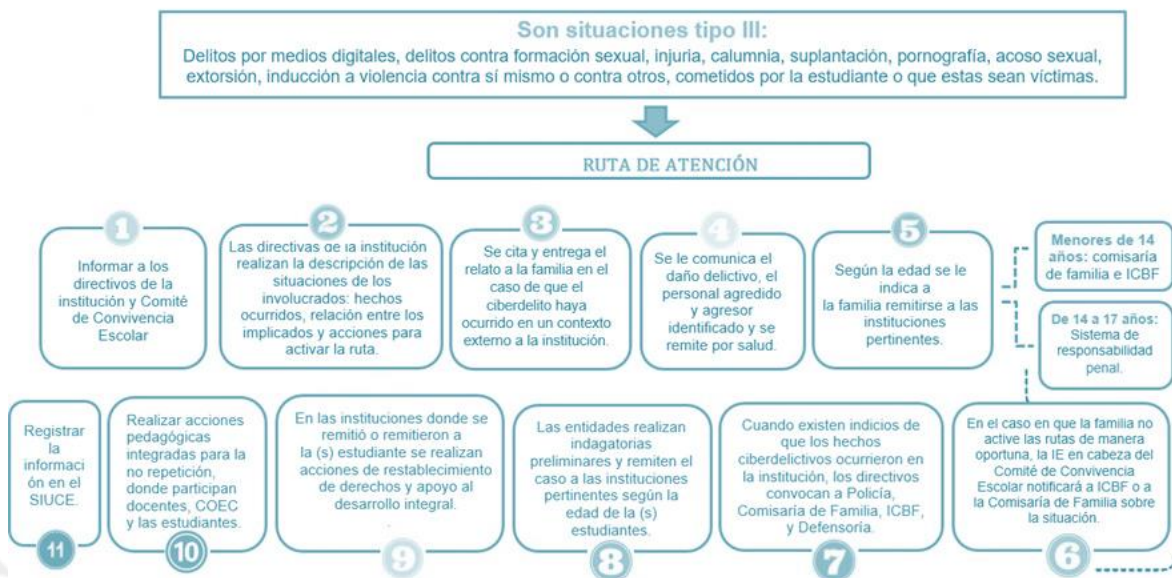 Son situaciones tipo III:
Delitos por medios digitales, delitos contra formación sexual, injuria, calumnia, suplantación, pornografía, acoso sexual,
extorsión, inducción a violencia contra sí mismo o contra otros, cometidos por la estudiante o que estas sean víctimas.
RUTA DE ATENCIÓN
1
Informar a los
directivos de la
institución y Comité
de Convivencia
Escolar
2
Las directivas de la institución
realizan la descripción de las
situaciones de los
involucrados: hechos
ocurridos, relación entre los
implicados y acciones para
activar la ruta.
3
Se cita y entrega el
relato a la familia en el
caso de que el
ciberdelito haya
ocurrido en un contexto
externo a la institución.
4
Se le comunica el
daño delictivo, el
personal agredido
y agresor
identificado y se
remite por salud.
5
Según la edad se le
indica a
la familia remitirse a las
instituciones
pertinentes.
Menores de 14
años: comisaría
de familia e ICBF
De 14 a 17 años:
Sistema de
responsabilidad
penal.
En el caso en que la familia no
active las rutas de manera
oportuna, la IE en cabeza del
Comité de Convivencia
Escolar notificará a ICBF o a
la Comisaría de Familia sobre
la situación.
6
Cuando existen indicios de
que los hechos
ciberdelictivos ocurrieron en
la institución, los directivos
convocan a Policía,
Comisaría de Familia, ICBF,
y Defensoría.
7
Las entidades realizan
indagatorias
preliminares y remiten el
caso a las instituciones
pertinentes según la
edad de la (s)
estudiantes.
8
En las instituciones donde se
remitió o remitieron a
la (s) estudiante se realizan
acciones de restablecimiento
de derechos y apoyo al
desarrollo integral.
.
9
Realizar acciones
pedagógicas
integradas para la
no repetición,
donde participan
docentes, COEC
y las estudiantes.
10
Registrar
la
informaci
ón en el
SIUCE.
11